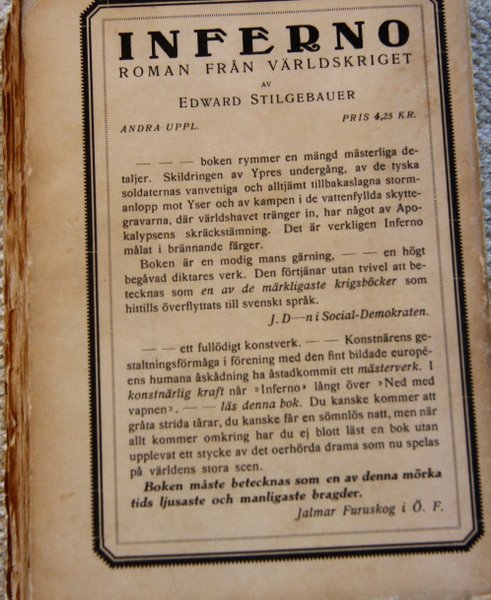 INFERNO
ROMAN FRÅN VÄRLDSKRIGET
AV
EDWARD STILGEBAUER
ANDRA UPPL. PRIS 4,25 KR.
— — — boken rymmer en mängd mästerliga de-
taljer. Skildringen av Ypres undergång, av de tyska
soldaternas vanvettiga och alltjämt tillbakaslagna storm-
anlopp mot Yser och av kampen i de vattenfyllda skytte-
gravarna, där världshavet tränger in, har något av Apo-
kalypsens skräckstämning. Det är verkligen Inferno
målat i brännande färger.
Boken är en modig mans gärning, — — en högt
begåvad diktares verk. Den förtjänar utan tvivel att be-
tecknas som en av de märkligaste krigsböcker som
hittills överflyttats till svenskt språk.
J. D—n i Social-Demokraten.
— — ett fullödigt konstverk. — — Konstnärens ge-
staltningsförmåga i förening med den fint bildade europé-
ens humana åskådning ha åstadkommit ett mästerverk. I
konstnärlig kraft når »Inferno» långt över »Ned med
vapnen». — — läs denna bok. Du kanske kommer att
gråta strida tårar, du kanske får en sömnlös natt, men när
allt kommer omkring har du ej blott läst en bok utan
upplevat ett stycke av det oerhörda drama som nu spelas
på världens stora scen.
Boken måste betecknas som en av denna mörka
tids ljusaste och manligaste bragder.
Jalmar Furuskog i Ö. F.